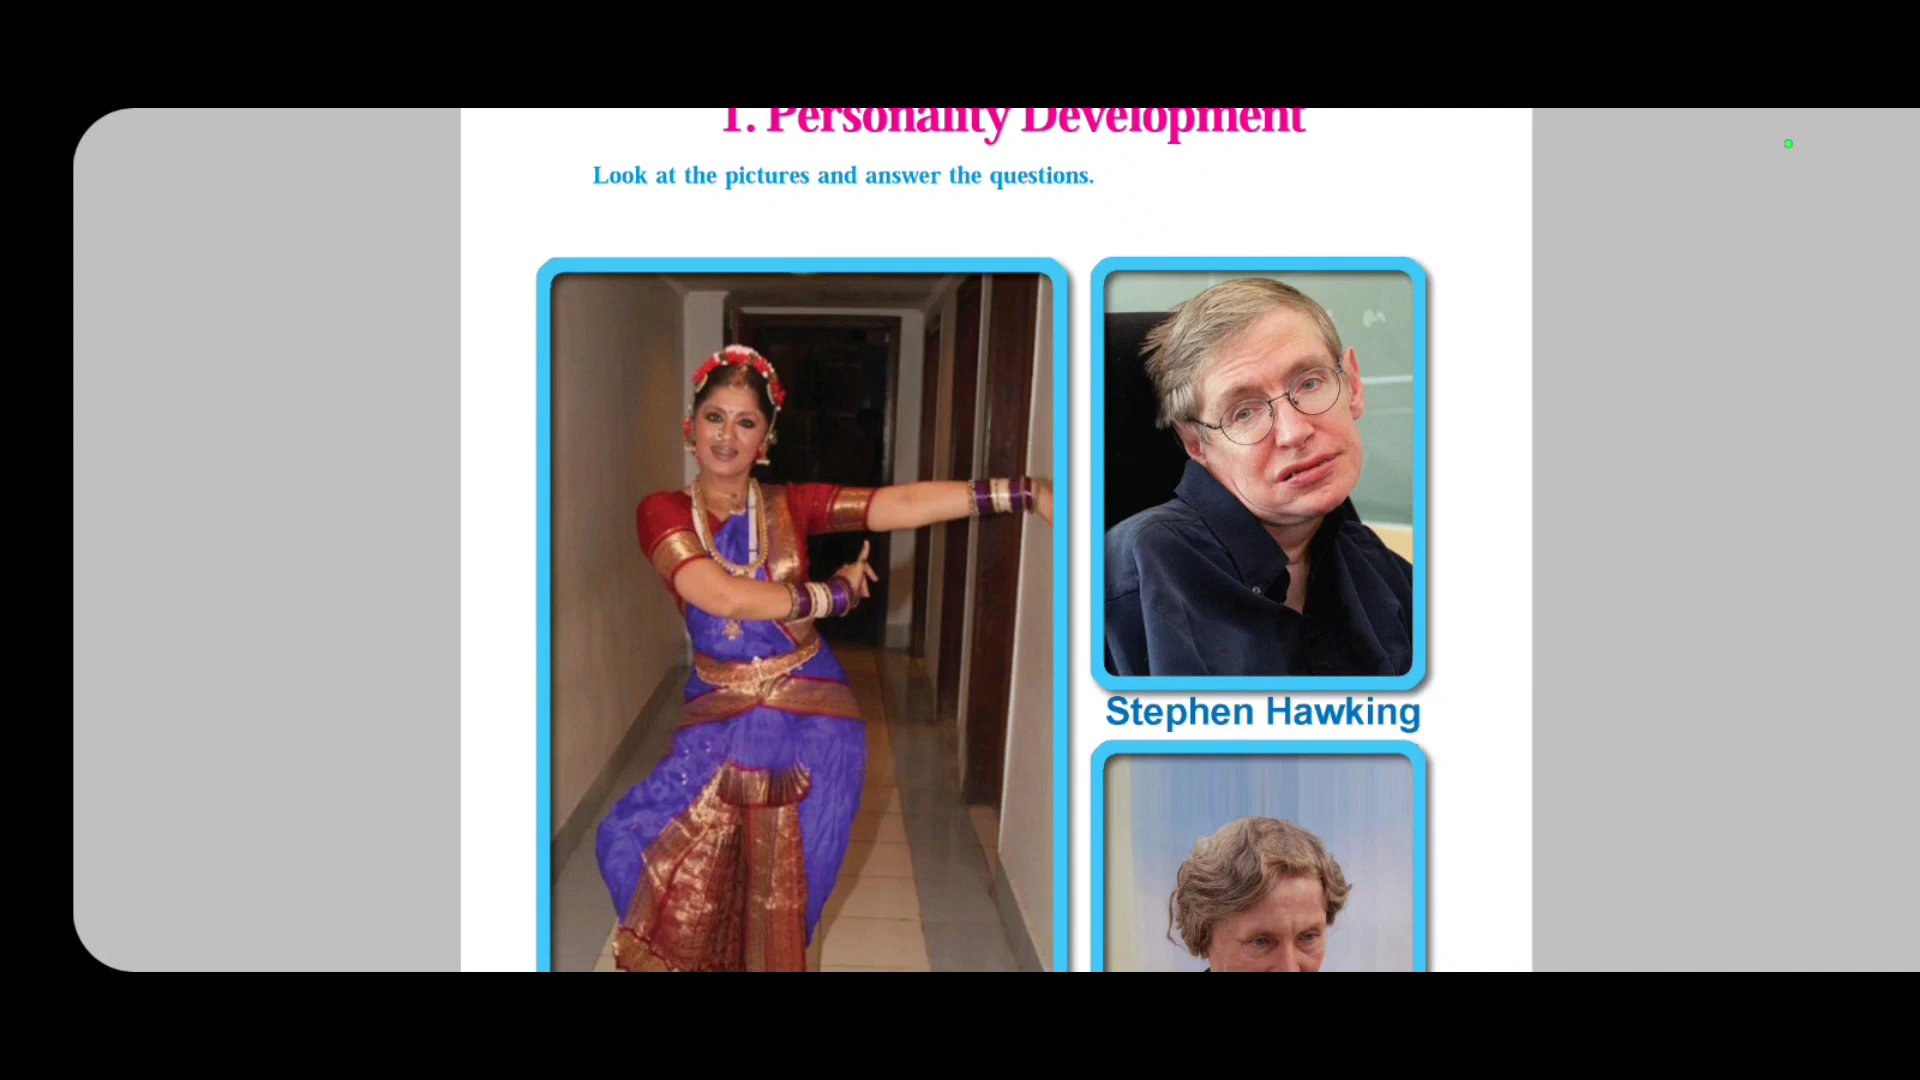 1. Personality Development
Look at the pictures and answer the questions.
Stephen Hawking